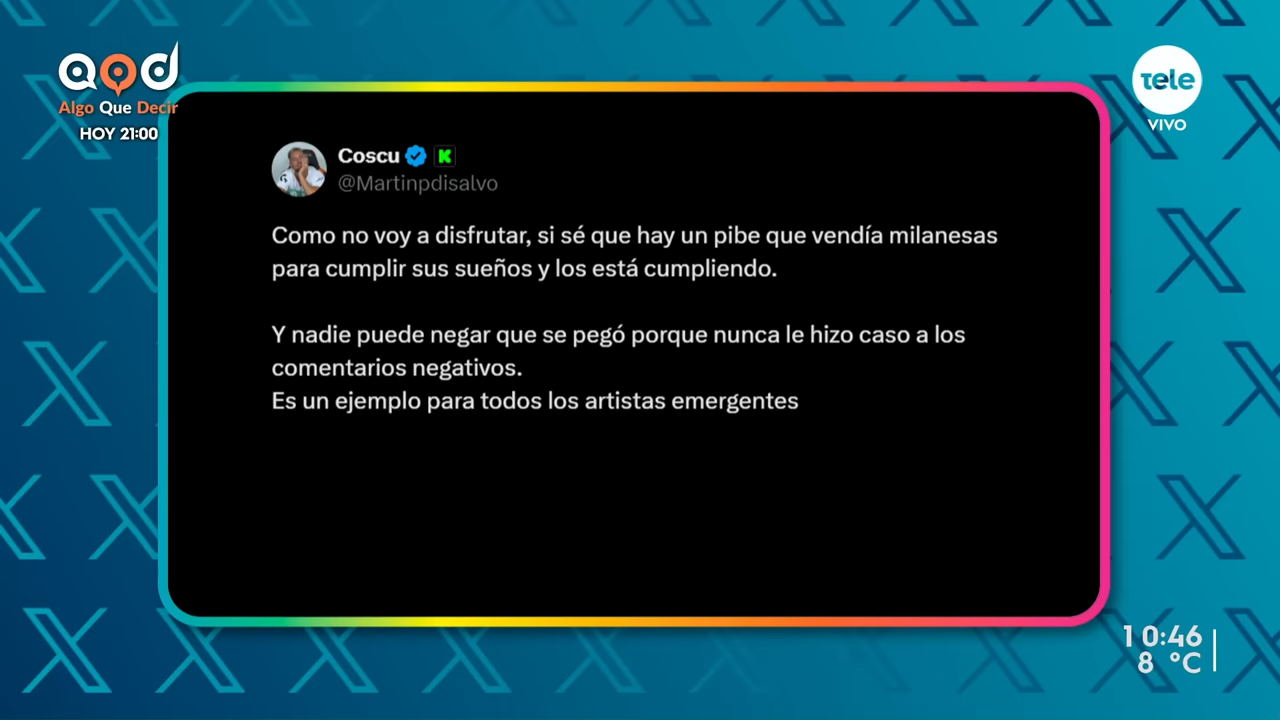 aqd
Algo Que Decir
HOY 21:00
tele
VIVO
Coscu
K
@Martinpdisalvo
Como no voy a disfrutar, si sé que hay un pibe que vendía milanesas
para cumplir sus sueños y los está cumpliendo.
Y nadie puede negar que se pegó porque nunca le hizo caso a los
comentarios negativos.
Es un ejemplo para todos los artistas emergentes
10:46
8 °C